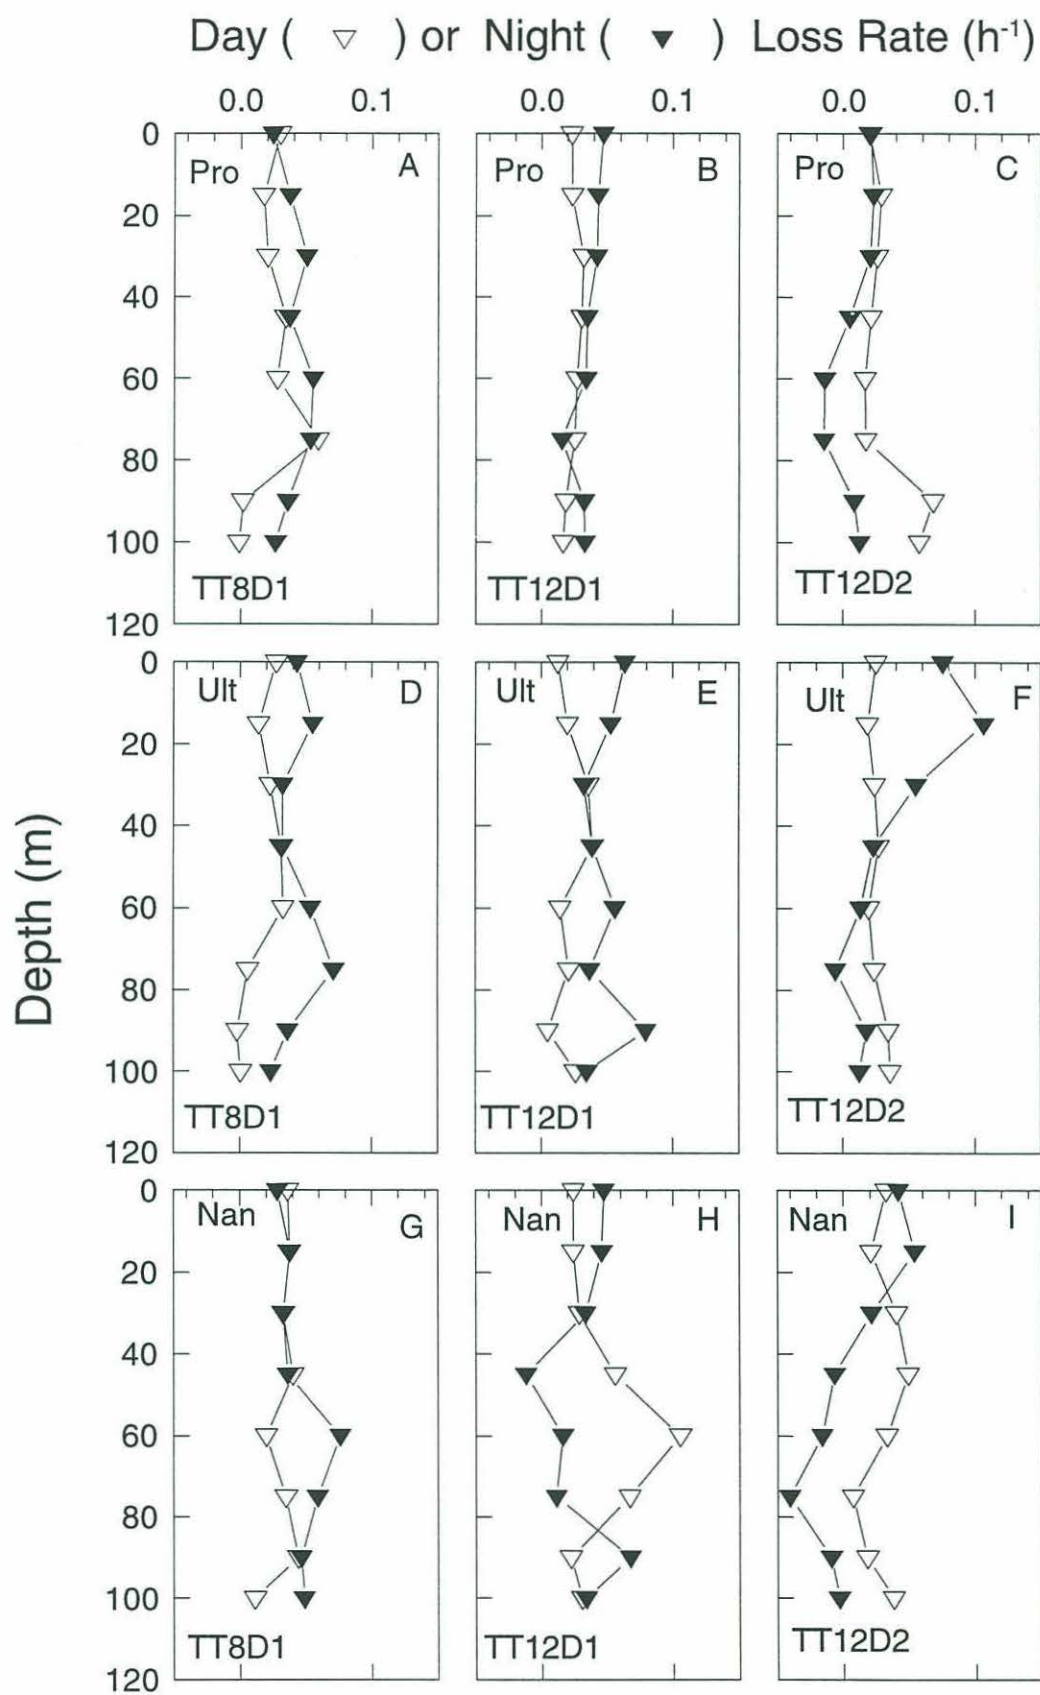 Day ( ▽ ) or Night ( ▼ ) Loss Rate (h⁻¹)
0.0 0.1 0.0 0.1 0.0 0.1
0
20
40
60
80
100
120
Pro A
TT8D1
Pro B
TT12D1
Pro C
TT12D2
Depth (m)
0
20
40
60
80
100
120
Ult D
TT8D1
Ult E
TT12D1
Ult F
TT12D2
0
20
40
60
80
100
120
Nan G
TT8D1
Nan H
TT12D1
Nan I
TT12D2